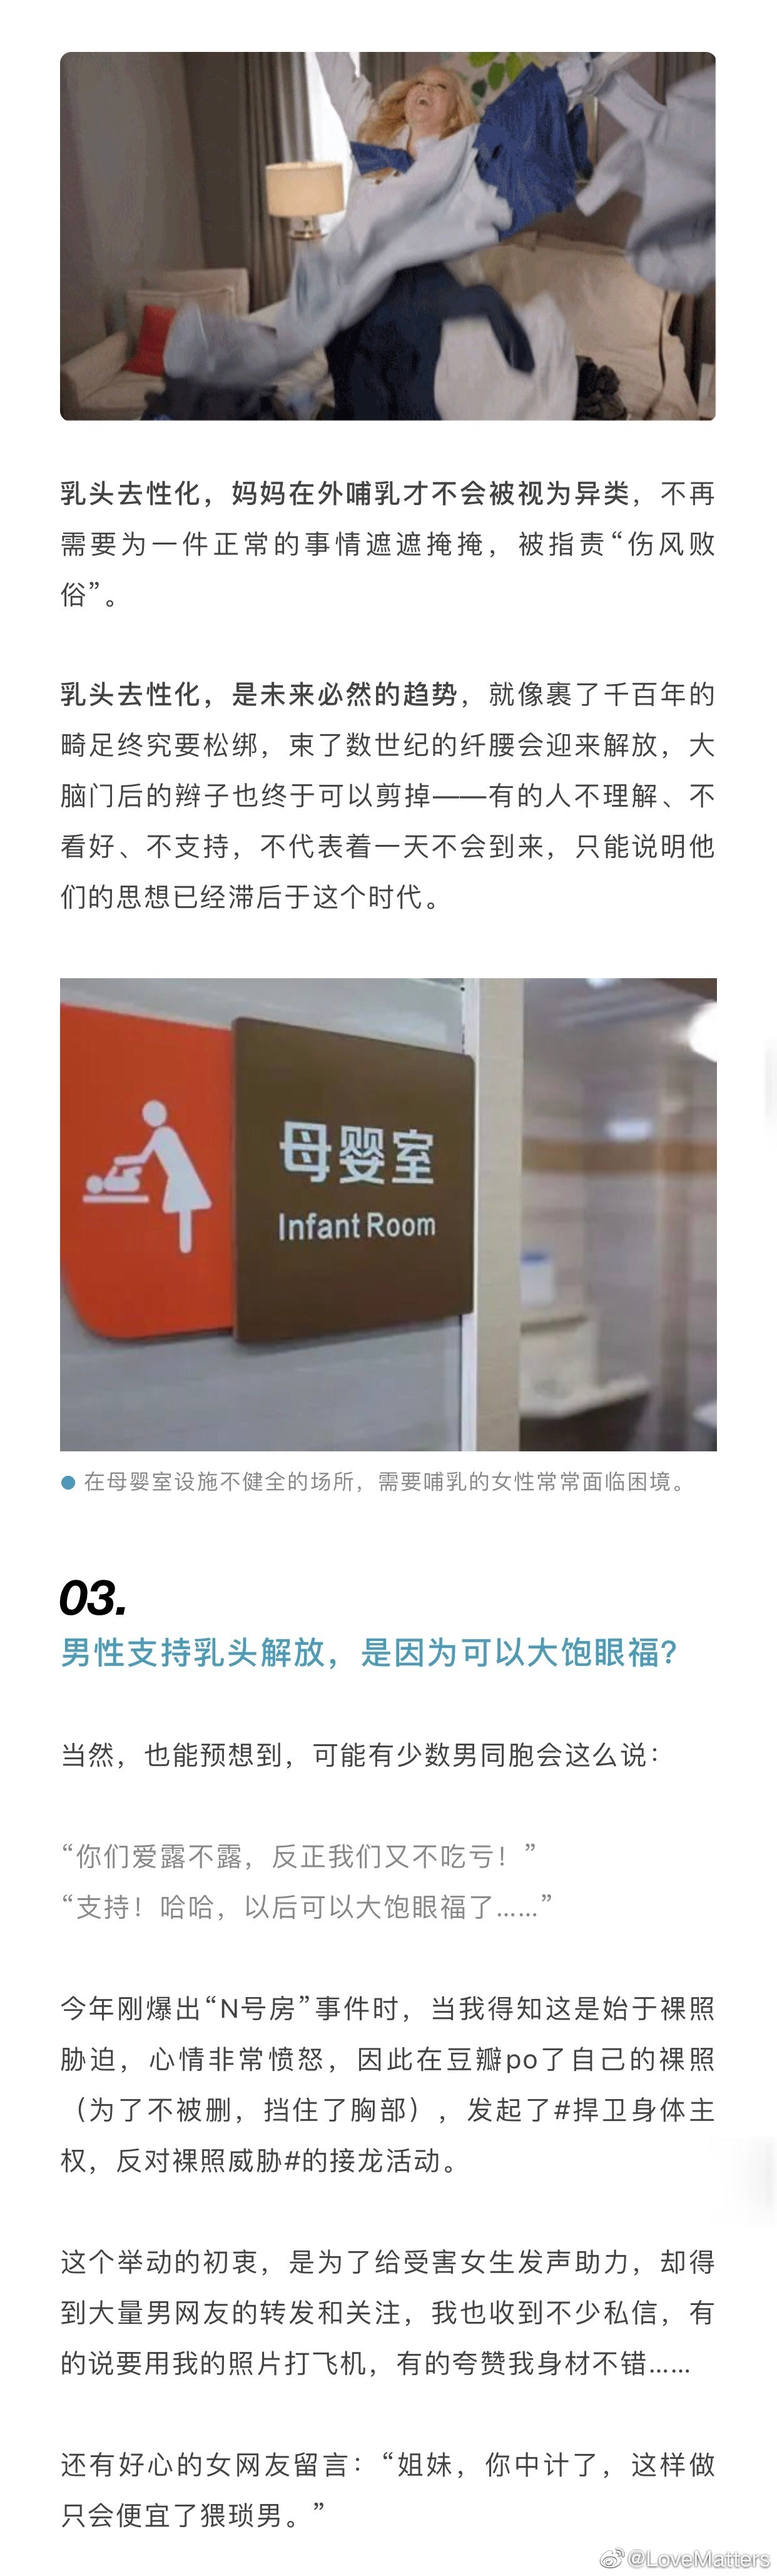 乳头去性化，妈妈在外哺乳才不会被视为异类，不再
需要为一件正常的事情遮遮掩掩，被指责“伤风败
俗”。
乳头去性化，是未来必然的趋势，就像裹了千百年的
畸足终究要松绑，束了数世纪的纤腰会迎来解放，大
脑门后的辫子也终于可以剪掉——有的人不理解、不
看好、不支持，不代表着一天不会到来，只能说明他
们的思想已经滞后于这个时代。
母婴室
Infant Room
在母婴室设施不健全的场所，需要哺乳的女性常常面临困境。
03.
男性支持乳头解放，是因为可以大饱眼福？
当然，也能预想到，可能有少数男同胞会这么说：
“你们爱露不露，反正我们又不吃亏！”
“支持！哈哈，以后可以大饱眼福了……”
今年刚爆出“N号房”事件时，当我得知这是始于裸照
胁迫，心情非常愤怒，因此在豆瓣po了自己的裸照
（为了不被删，挡住了胸部），发起了#捍卫身体主
权，反对裸照威胁#的接龙活动。
这个举动的初衷，是为了给受害女生发声助力，却得
到大量男网友的转发和关注，我也收到不少私信，有
的说要用我的照片打飞机，有的夸赞我身材不错……
还有好心的女网友留言：“姐妹，你中计了，这样做
只会便宜了猥琐男。”
@LoveMatters